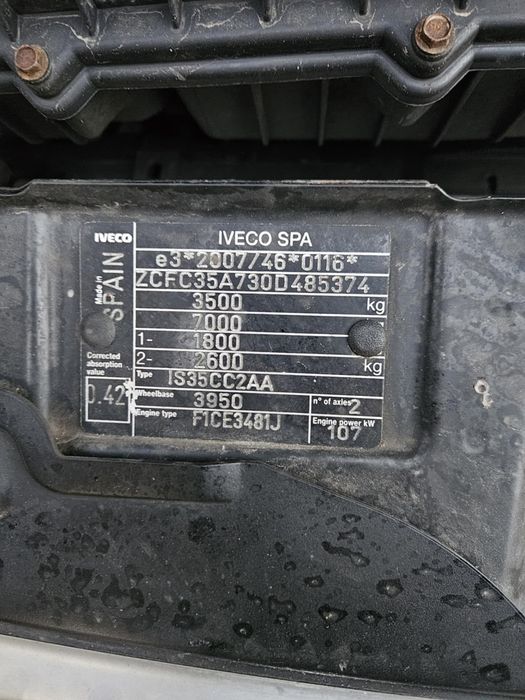 IVECO
IVECO SPA
Made in SPAIN
e3*2007/46*0116*
ZCFC35A730D485374
3500 kg
7000
1- 1800
2- 2600 kg
Corrected absorption value
0.42*
Type IS35CC2AA
Wheelbase 3950 n° of axles 2
Engine type F1CE3481J Engine power kW 107